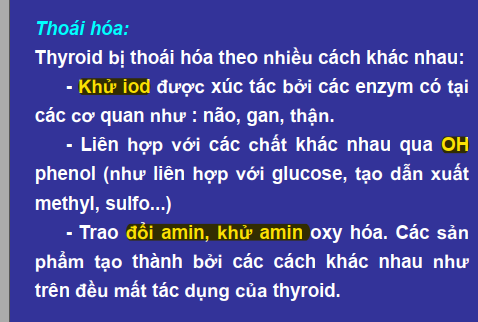 Thoái hóa:
Thyroid bị thoái hóa theo nhiều cách khác nhau:
- Khử iod được xúc tác bởi các enzym có tại
các cơ quan như : não, gan, thận.
- Liên hợp với các chất khác nhau qua OH
phenol (như liên hợp với glucose, tạo dẫn xuất
methyl, sulfo...)
- Trao đổi amin, khử amin oxy hóa. Các sản
phẩm tạo thành bởi các cách khác nhau như
trên đều mất tác dụng của thyroid.